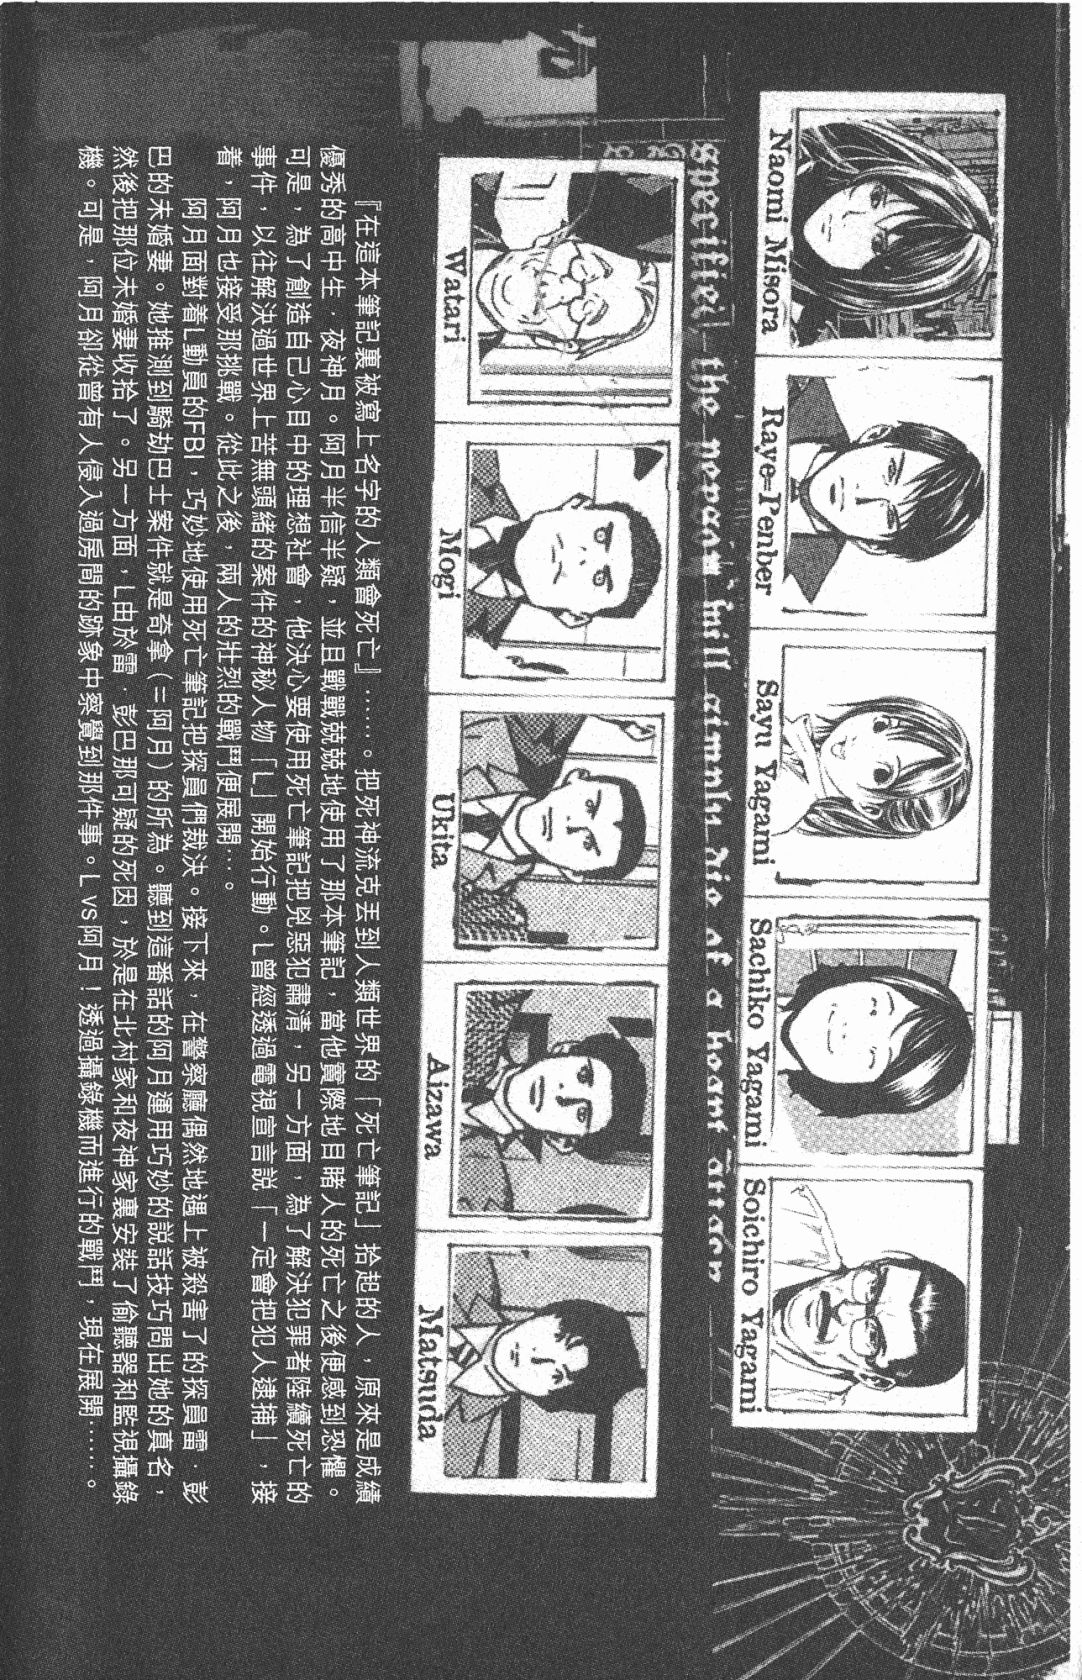 Naomi Misora
Raye=Penber
Sayu Yagami
Sachiko Yagami
Soichiro Yagami
specified, the person will simply die of a heart attack
Watari
Mogi
Ukita
Aizawa
Matsuda
『在這本筆記裏被寫上名字的人類會死亡』……。把死神流克丟到人類世界的「死亡筆記」拾起的人，原來是成績
優秀的高中生．夜神月。阿月半信半疑，並且戰戰兢兢地使用了那本筆記，當他實際地目睹人的死亡之後便感到恐懼。
可是，為了創造自己心目中的理想社會，他決心要使用死亡筆記把兇惡犯肅清，另一方面，為了解決犯罪者陸續死亡的
事件，以往解決過世界上苦無頭緒的案件的神秘人物「L」開始行動。L曾經透過電視宣言説「一定會把犯人逮捕」，接
着，阿月也接受那挑戰。從此之後，兩人的壯烈的戰鬥便展開…。
阿月面對着L動員的FBI，巧妙地使用死亡筆記把探員們裁決。接下來，在警察廳偶然地遇上被殺害了的探員雷．彭
巴的未婚妻。她推測到騎劫巴士案件就是奇拿（＝阿月）的所為。聽到這番話的阿月運用巧妙的說話技巧問出她的真名，
然後把那位未婚妻收拾了。另一方面，L由於雷．彭巴那可疑的死因，於是在北村家和夜神家裏安裝了偷聽器和監視攝錄
機。可是，阿月卻從曾有人侵入過房間的跡象中察覺到那件事。L vs阿月！透過攝錄機而進行的戰鬥，現在展開……。